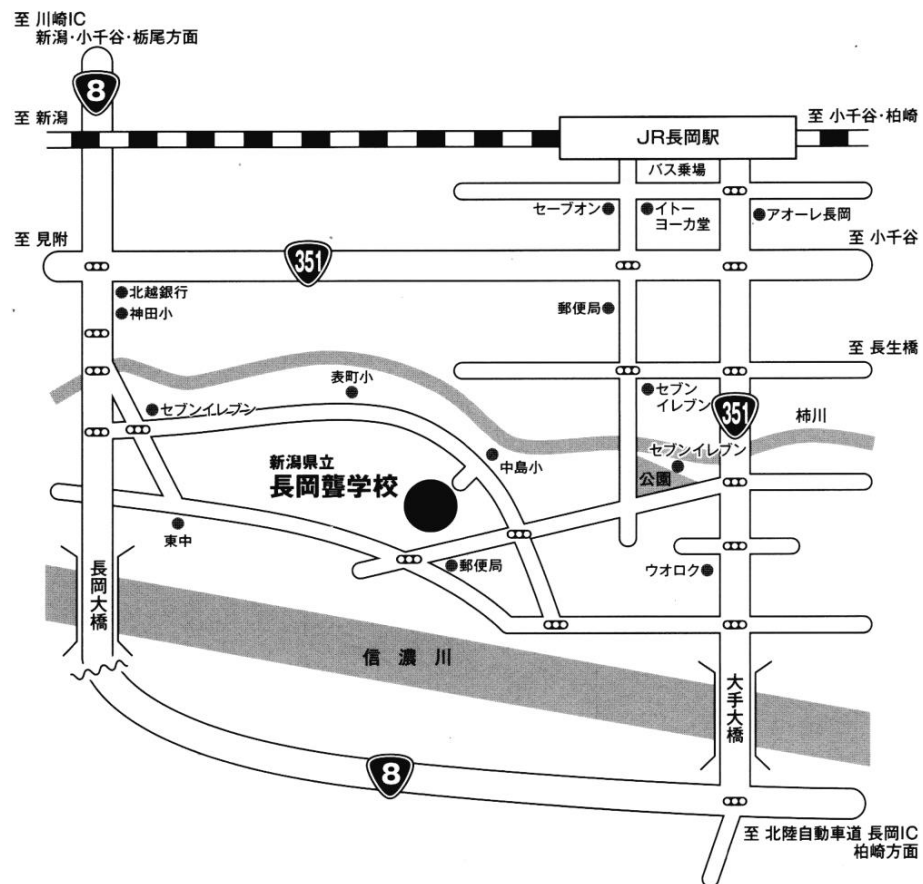 至 川崎IC
新潟・小千谷・栃尾方面
8
至 新潟
至 小千谷・柏崎
JR長岡駅
バス乗場
セーブオン
イトー
ヨーカ堂
アオーレ長岡
至 見附
至 小千谷
351
北越銀行
神田小
郵便局
至 長生橋
表町小
セブン
イレブン
351
柿川
セブンイレブン
中島小
セブンイレブン
公園
新潟県立
長岡聾学校
東中
郵便局
ウオロク
長岡大橋
信濃川
大手大橋
8
至 北陸自動車道 長岡IC
柏崎方面